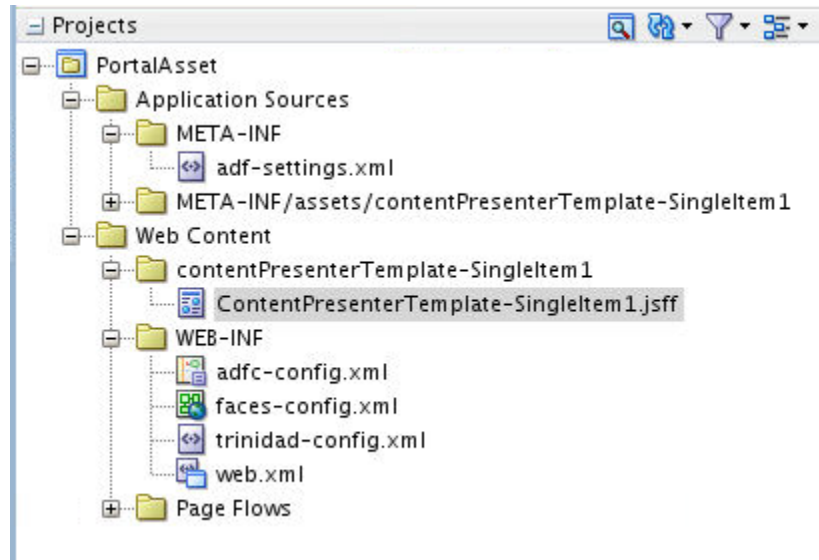 Projects
PortalAsset
Application Sources
META-INF
adf-settings.xml
META-INF/assets/contentPresenterTemplate-SingleItem1
Web Content
contentPresenterTemplate-SingleItem1
ContentPresenterTemplate-SingleItem1.jsff
WEB-INF
adfc-config.xml
faces-config.xml
trinidad-config.xml
web.xml
Page Flows